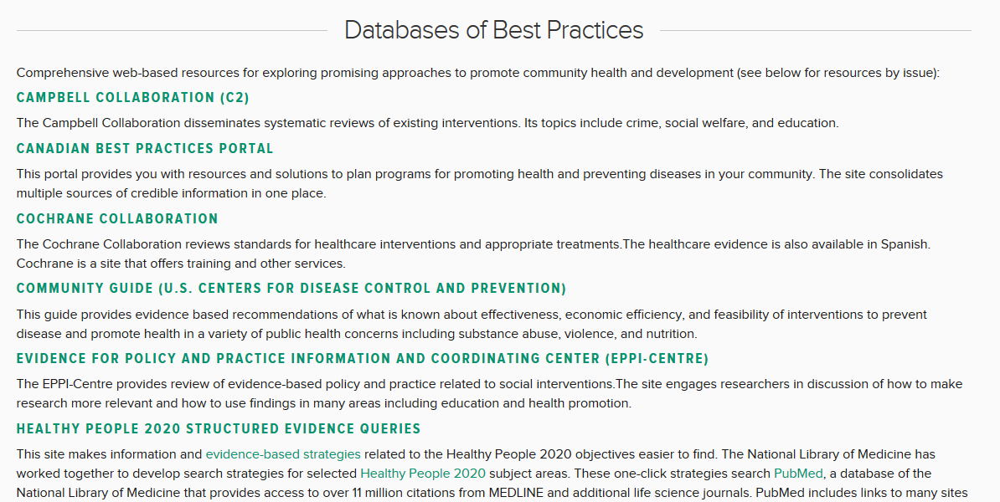 Databases of Best Practices
Comprehensive web-based resources for exploring promising approaches to promote community health and development (see below for resources by issue):
CAMPBELL COLLABORATION (C2)
The Campbell Collaboration disseminates systematic reviews of existing interventions. Its topics include crime, social welfare, and education.
CANADIAN BEST PRACTICES PORTAL
This portal provides you with resources and solutions to plan programs for promoting health and preventing diseases in your community. The site consolidates
multiple sources of credible information in one place.
COCHRANE COLLABORATION
The Cochrane Collaboration reviews standards for healthcare interventions and appropriate treatments.The healthcare evidence is also available in Spanish.
Cochrane is a site that offers training and other services.
COMMUNITY GUIDE (U.S. CENTERS FOR DISEASE CONTROL AND PREVENTION)
This guide provides evidence based recommendations of what is known about effectiveness, economic efficiency, and feasibility of interventions to prevent
disease and promote health in a variety of public health concerns including substance abuse, violence, and nutrition.
EVIDENCE FOR POLICY AND PRACTICE INFORMATION AND COORDINATING CENTER (EPPI-CENTRE)
The EPPI-Centre provides review of evidence-based policy and practice related to social interventions.The site engages researchers in discussion of how to make
research more relevant and how to use findings in many areas including education and health promotion.
HEALTHY PEOPLE 2020 STRUCTURED EVIDENCE QUERIES
This site makes information and evidence-based strategies related to the Healthy People 2020 objectives easier to find. The National Library of Medicine has
worked together to develop search strategies for selected Healthy People 2020 subject areas. These one-click strategies search PubMed, a database of the
National Library of Medicine that provides access to over 11 million citations from MEDLINE and additional life science journals. PubMed includes links to many sites